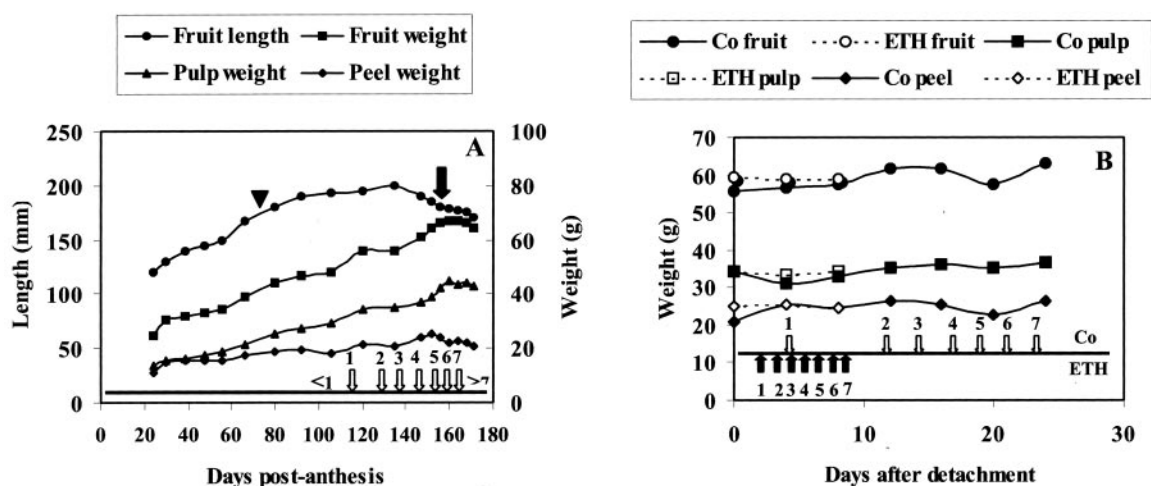 Fruit length Fruit weight
Pulp weight Peel weight
A
250
200
150
100
50
0
Length (mm)
100
80
60
40
20
0
Weight (g)
<1 1 2 3 4 5 6 7 >7
0 20 40 60 80 100 120 140 160 180
Days post-anthesis
Co fruit ETH fruit Co pulp
ETH pulp Co peel ETH peel
B
70
60
50
40
30
20
10
0
Weight (g)
1 2 3 4 5 6 7 Co
ETH
1 2 3 4 5 6 7
0 10 20 30
Days after detachment